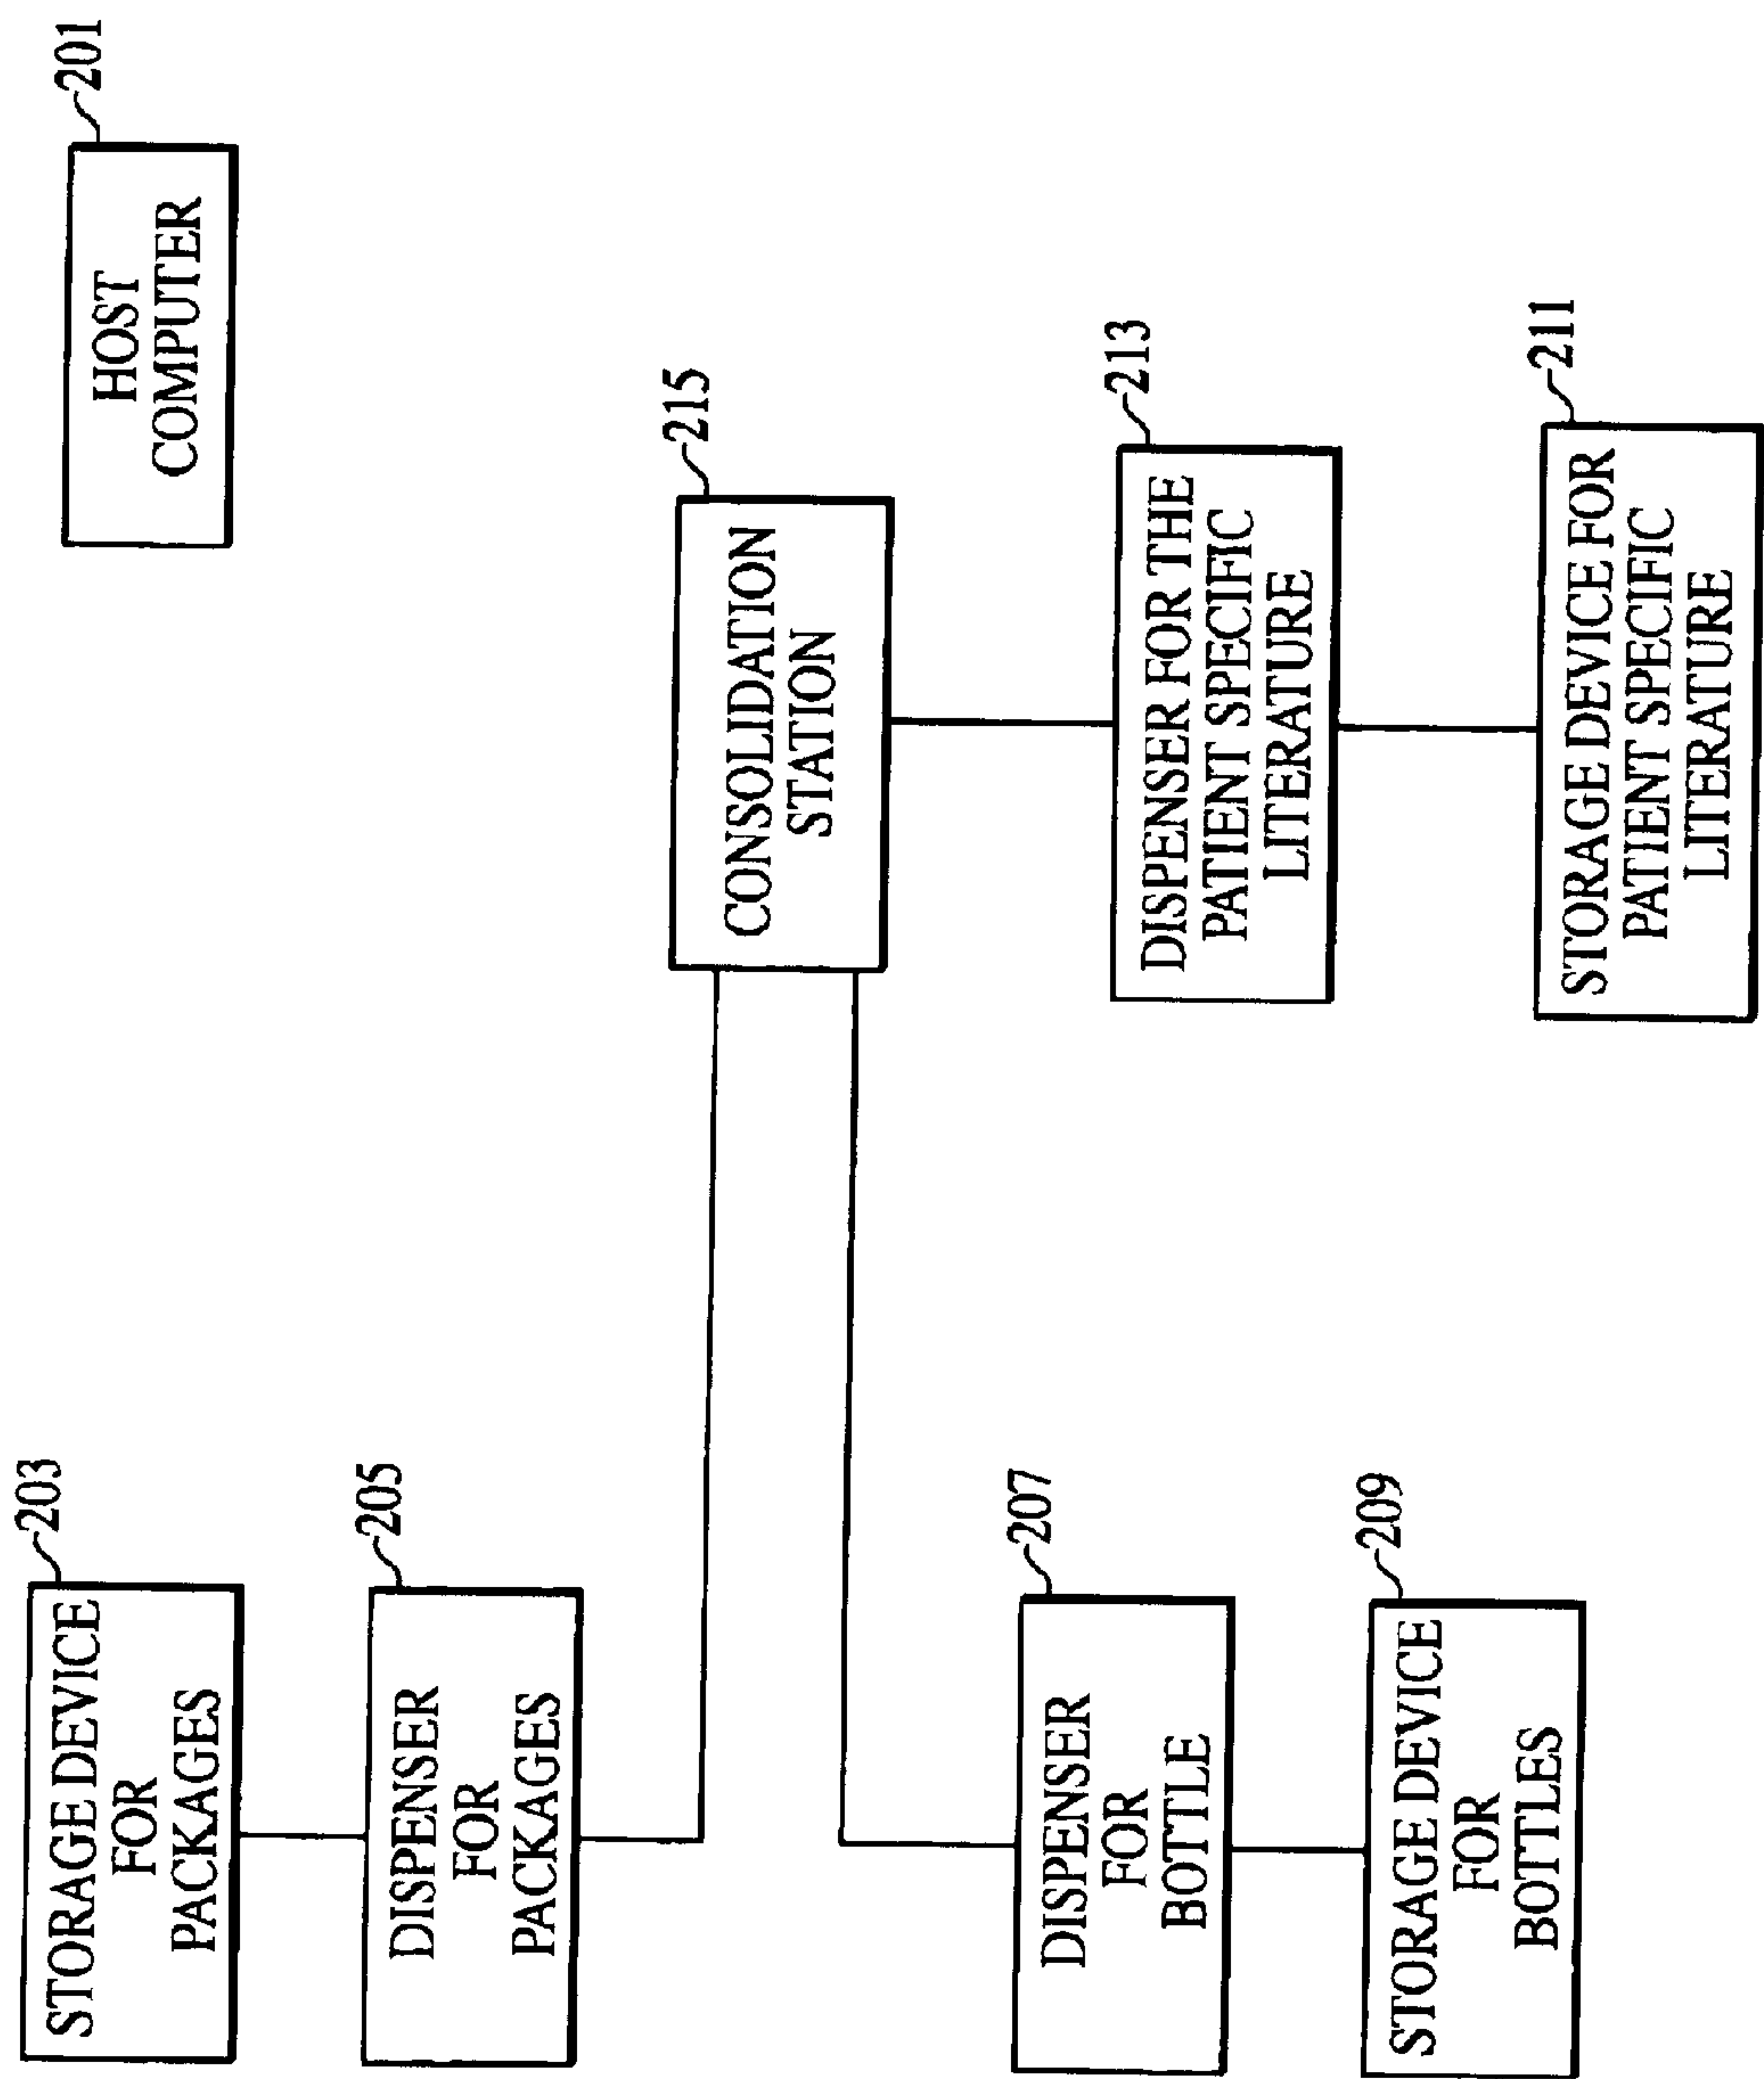 STORAGE DEVICE
FOR
PACKAGES
203
DISPENSER
FOR
PACKAGES
205
DISPENSER
FOR
BOTTLE
207
STORAGE DEVICE
FOR
BOTTLES
209
CONSOLIDATION
STATION
215
DISPENSER FOR THE
PATIENT SPECIFIC
LITERATURE
213
STORAGE DEVICE FOR
PATIENT SPECIFIC
LITERATURE
211
HOST
COMPUTER
201